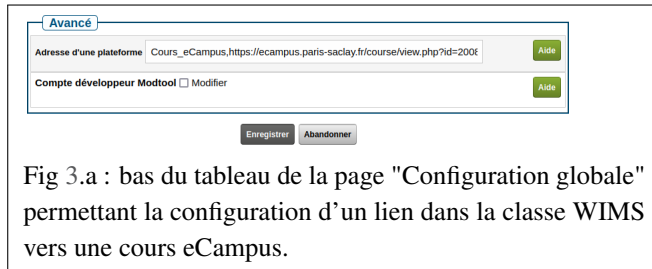 Avancé
Adresse d'une plateforme Cours_eCampus,https://ecampus.paris-saclay.fr/course/view.php?id=2008 Aide
Compte développeur Modtool Modifier Aide
Enregistrer Abandonner
Fig 3.a : bas du tableau de la page "Configuration globale"
permettant la configuration d'un lien dans la classe WIMS
vers une cours eCampus.